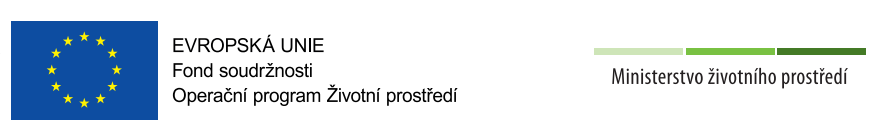 EVROPSKÁ UNIE
Fond soudržnosti
Operační program Životní prostředí
Ministerstvo životního prostředí